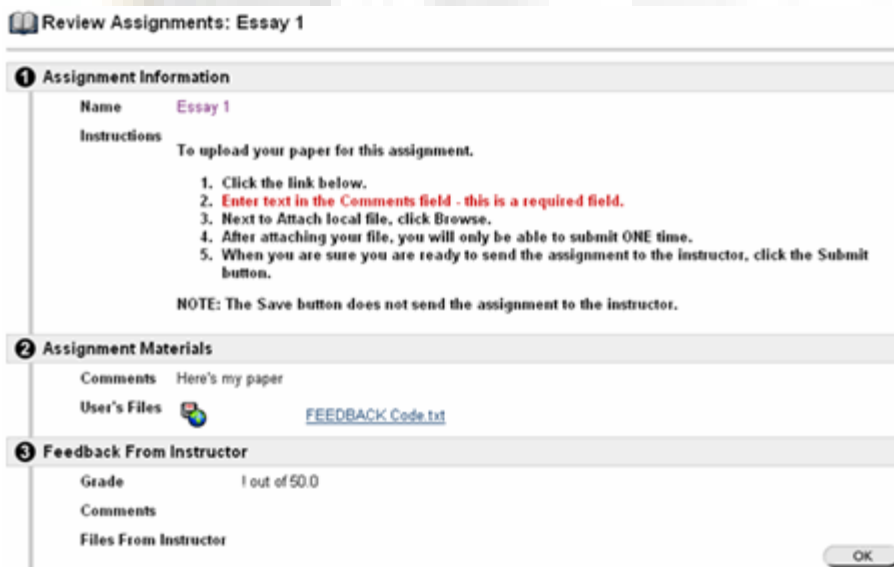 Review Assignments: Essay 1
1 Assignment Information
Name Essay 1
Instructions
To upload your paper for this assignment.
1. Click the link below.
2. Enter text in the Comments field - this is a required field.
3. Next to Attach local file, click Browse.
4. After attaching your file, you will only be able to submit ONE time.
5. When you are sure you are ready to send the assignment to the instructor, click the Submit
button.
NOTE: The Save button does not send the assignment to the instructor.
2 Assignment Materials
Comments Here's my paper
User's Files FEEDBACK Code.txt
3 Feedback From Instructor
Grade ! out of 50.0
Comments
Files From Instructor
OK